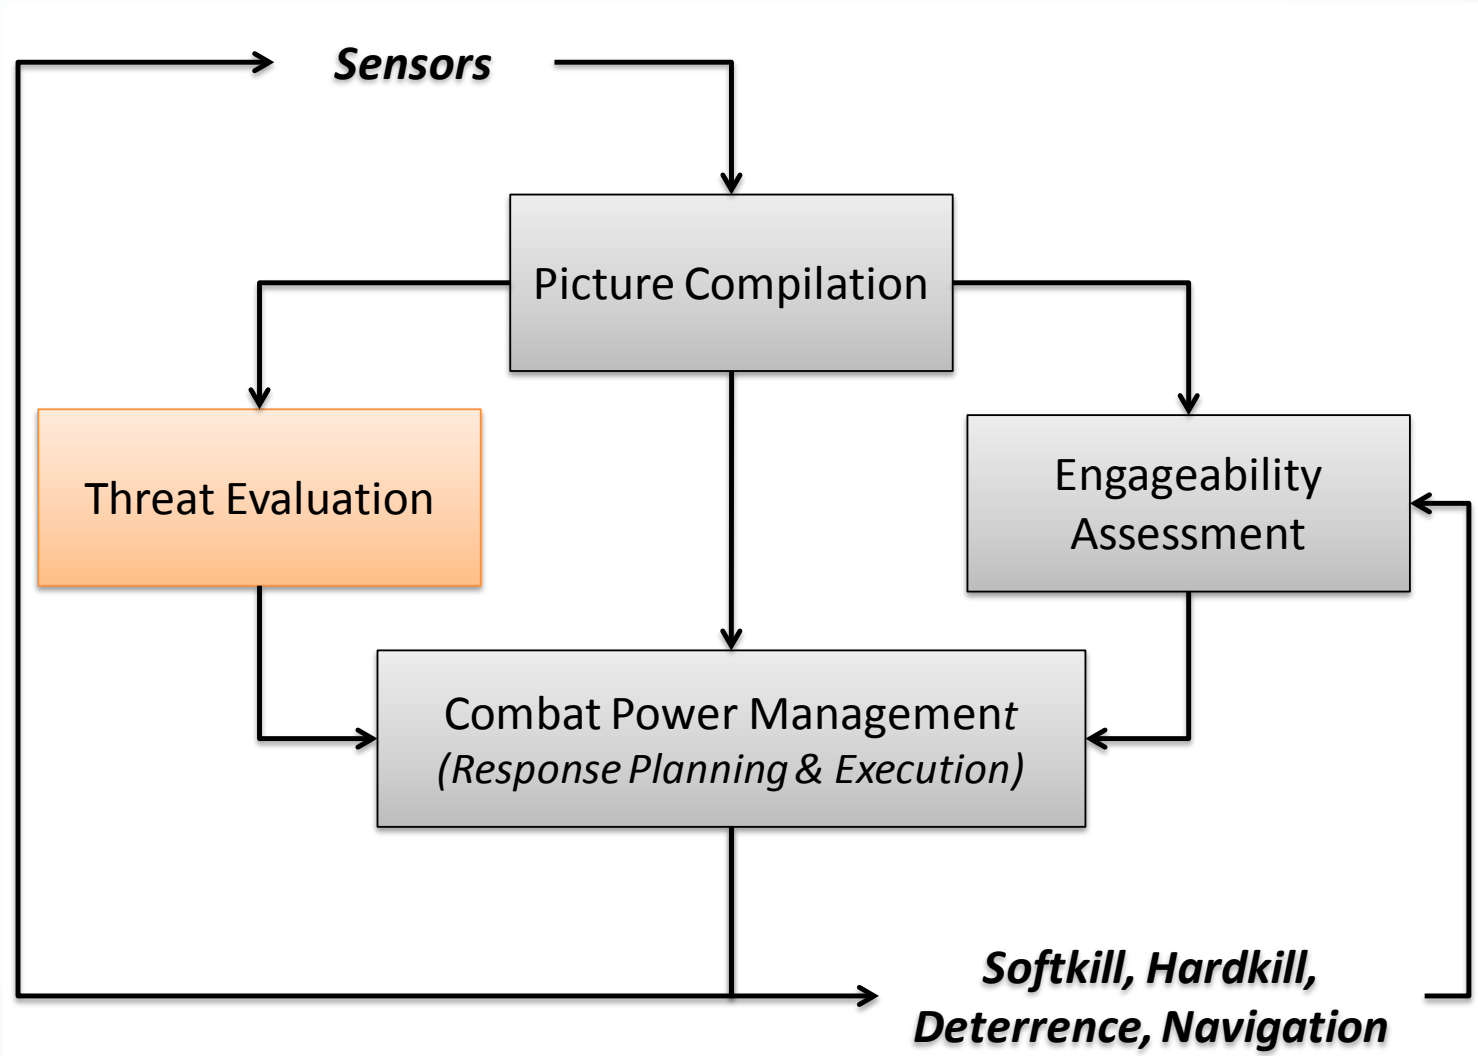 Sensors
Picture Compilation
Threat Evaluation
Engageability
Assessment
Combat Power Management
(Response Planning & Execution)
Softkill, Hardkill,
Deterrence, Navigation